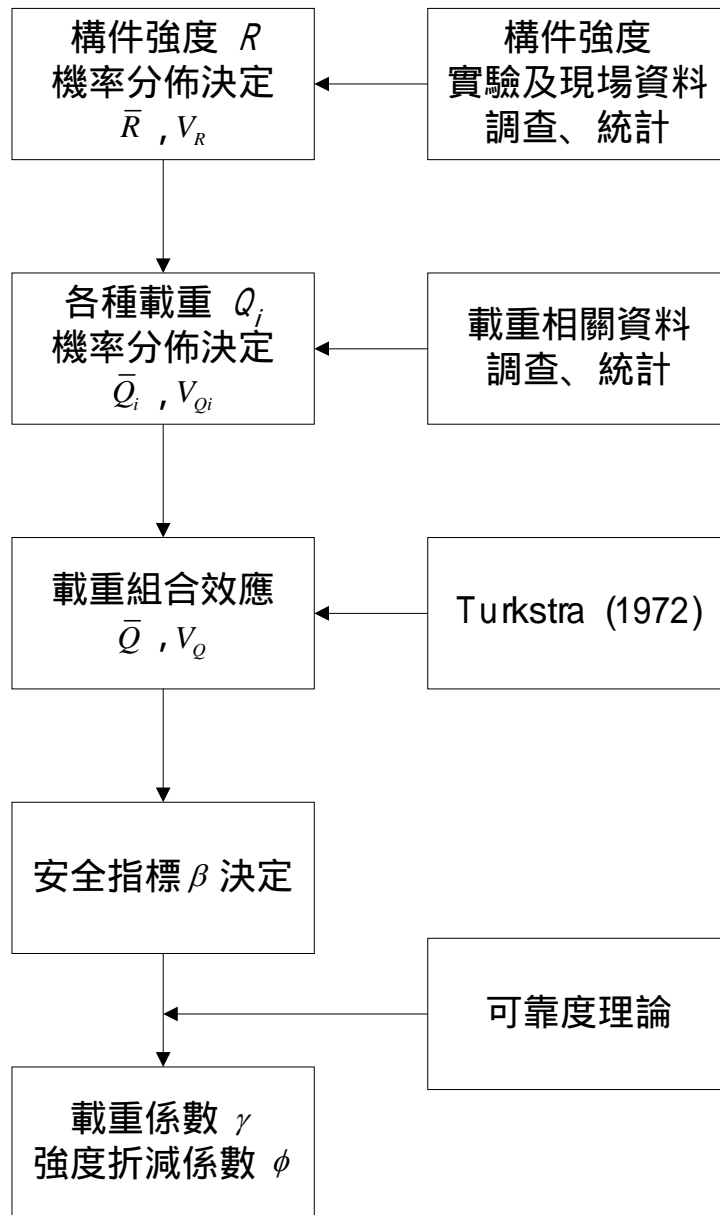 構件強度 R
機率分佈決定
R̅ , V_R
構件強度
實驗及現場資料
調查、統計
各種載重 Q_i
機率分佈決定
Q̅_i , V_Qi
載重相關資料
調查、統計
載重組合效應
Q̅ , V_Q
Turkstra (1972)
安全指標 β 決定
可靠度理論
載重係數 γ
強度折減係數 ϕ